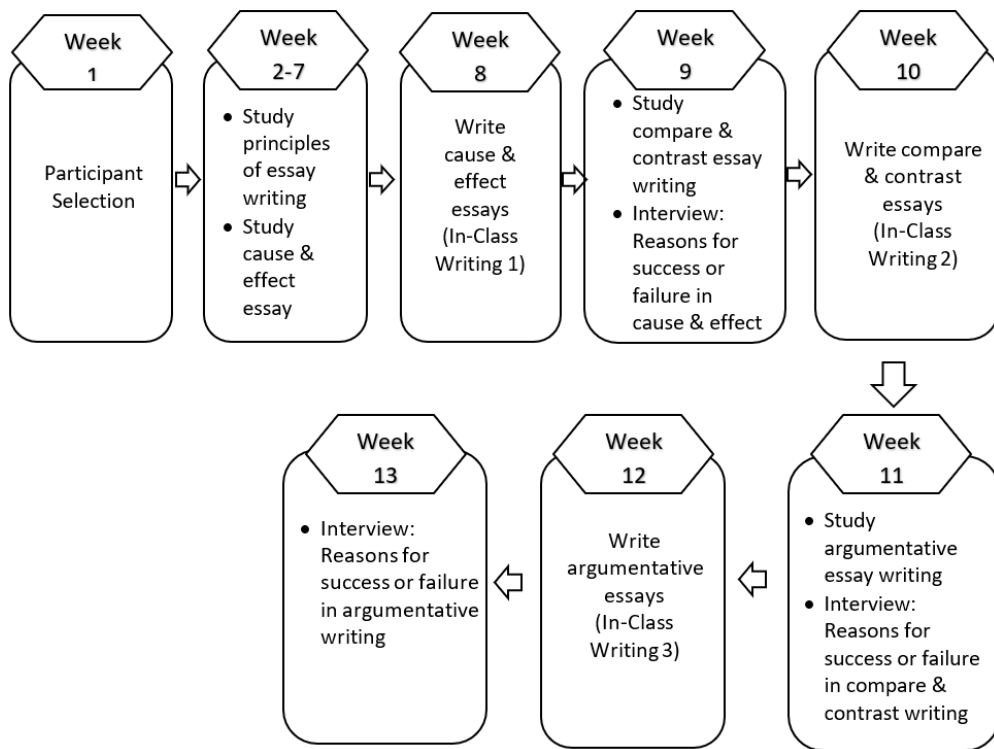 Week
1
Participant
Selection
Week
2-7
• Study
principles
of essay
writing
• Study
cause &
effect
essay
Week
8
Write
cause &
effect
essays
(In-Class
Writing 1)
Week
9
• Study
compare &
contrast essay
writing
• Interview:
Reasons for
success or
failure in
cause & effect
Week
10
Write compare
& contrast
essays
(In-Class
Writing 2)
Week
11
• Study
argumentative
essay writing
• Interview:
Reasons for
success or failure
in compare &
contrast writing
Week
12
Write
argumentative
essays
(In-Class
Writing 3)
Week
13
• Interview:
Reasons for
success or failure
in argumentative
writing